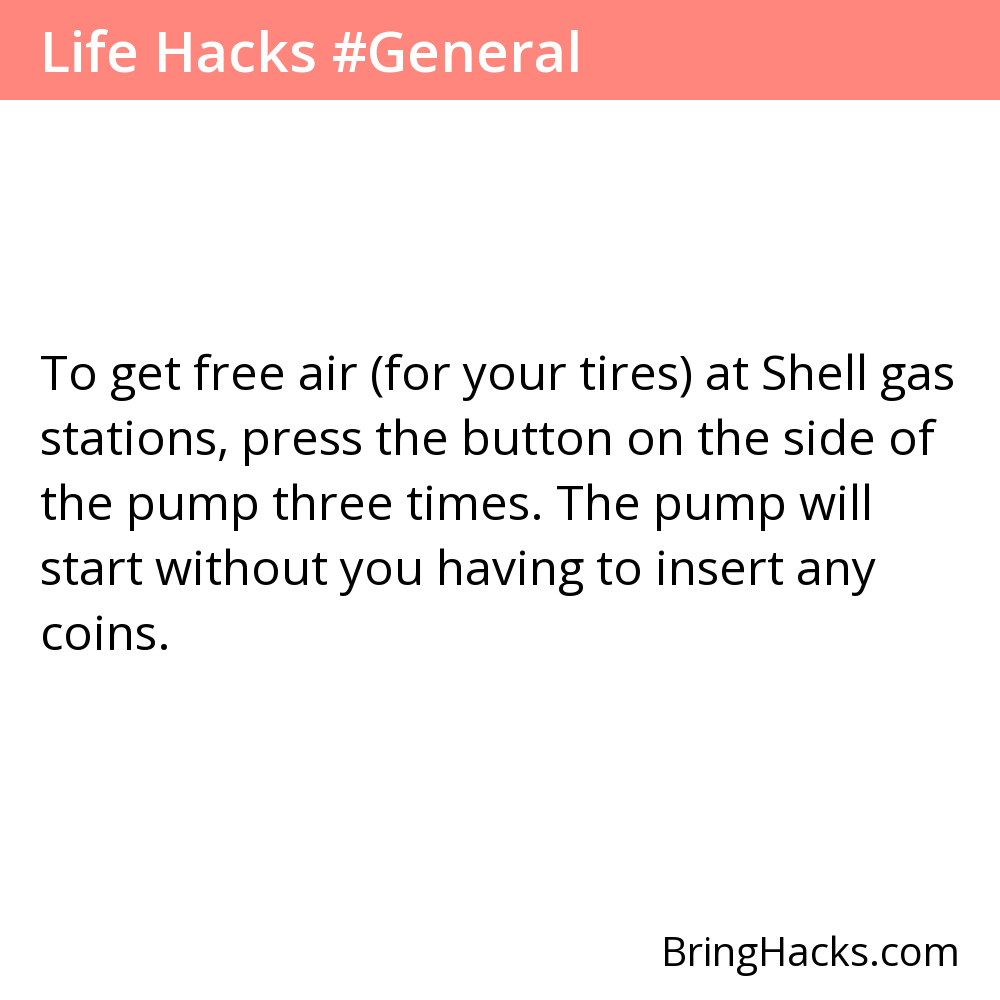 Life Hacks #General
To get free air (for your tires) at Shell gas
stations, press the button on the side of
the pump three times. The pump will
start without you having to insert any
coins.
BringHacks.com